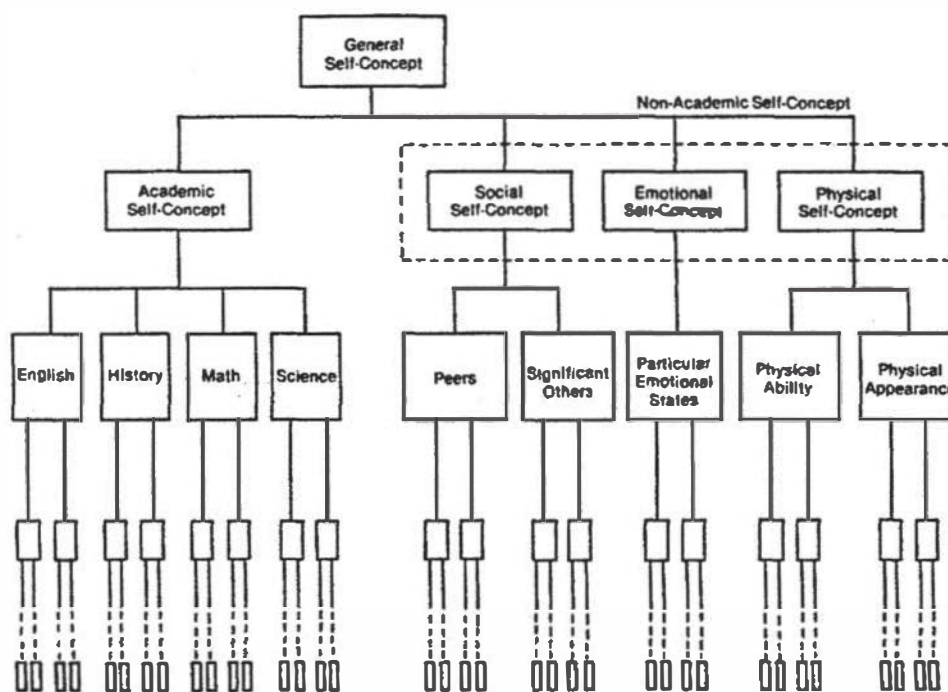 General
Self-Concept
Non-Academic Self-Concept
Academic
Self-Concept
Social
Self-Concept
Emotional
Self-Concept
Physical
Self-Concept
English
History
Math
Science
Peers
Significant
Others
Particular
Emotional
States
Physical
Ability
Physical
Appearance